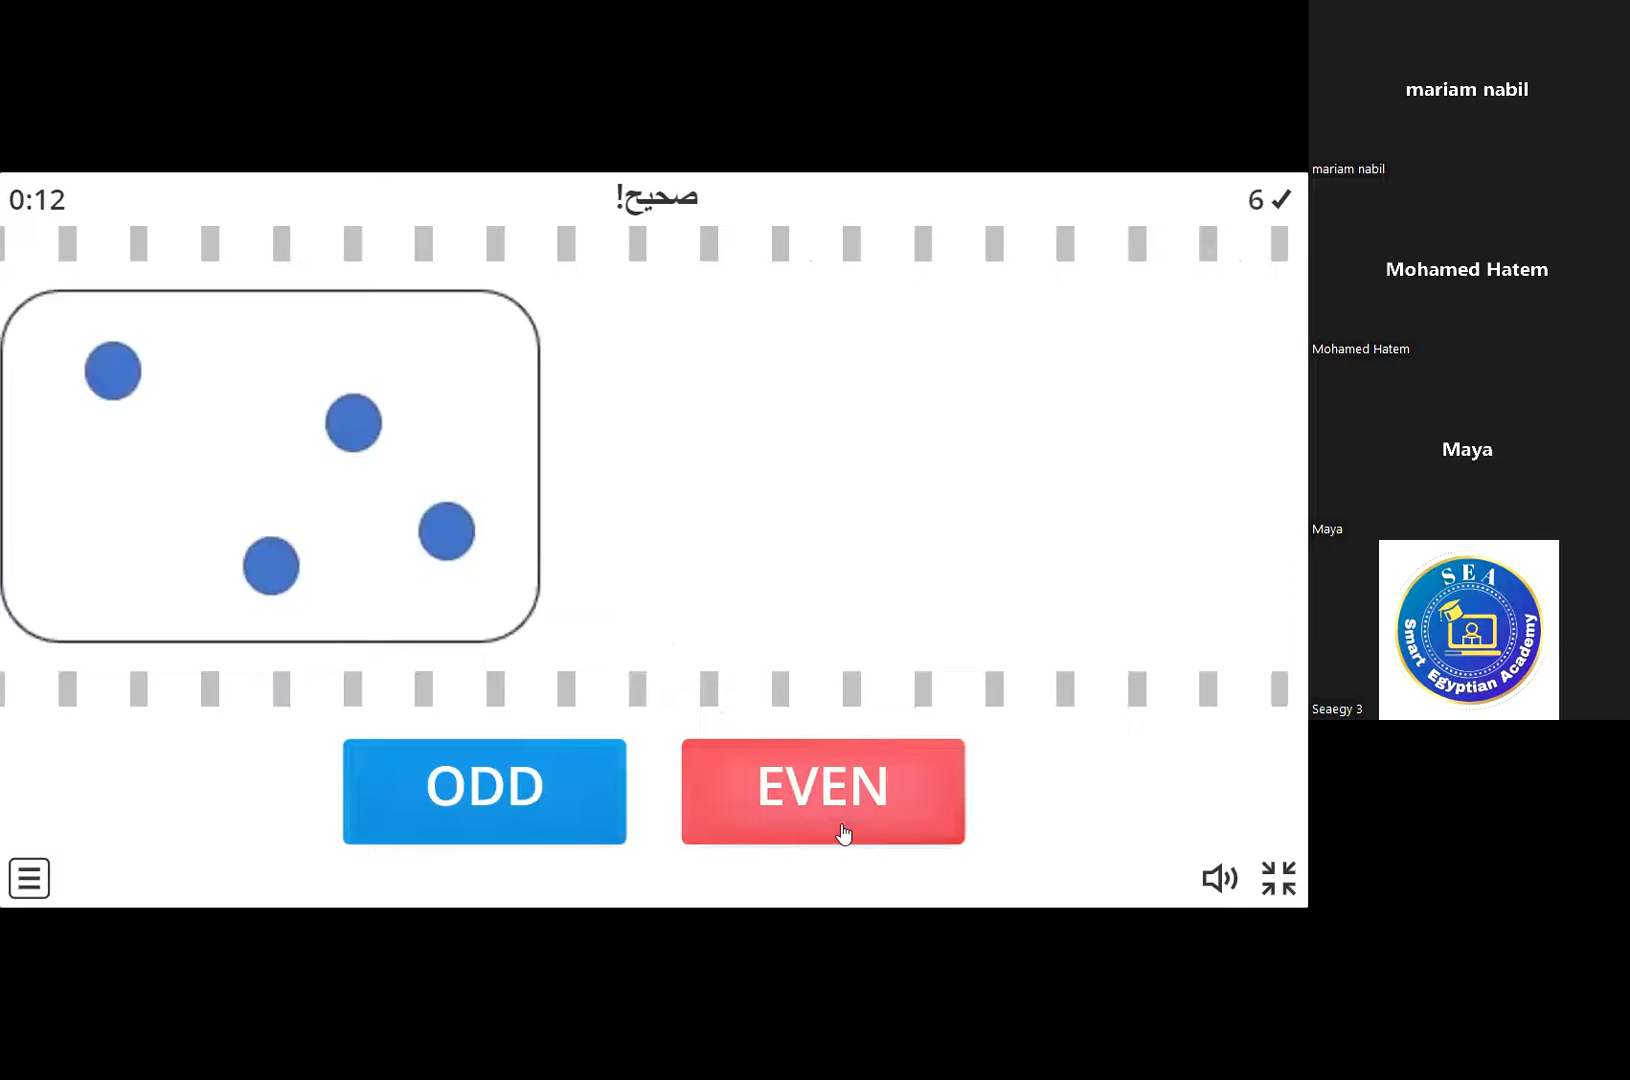 0:12
صحيح!
6 ✓
ODD
EVEN
mariam nabil
mariam nabil
Mohamed Hatem
Mohamed Hatem
Maya
Maya
SEA
Smart Egyptian Academy
Seaegy 3